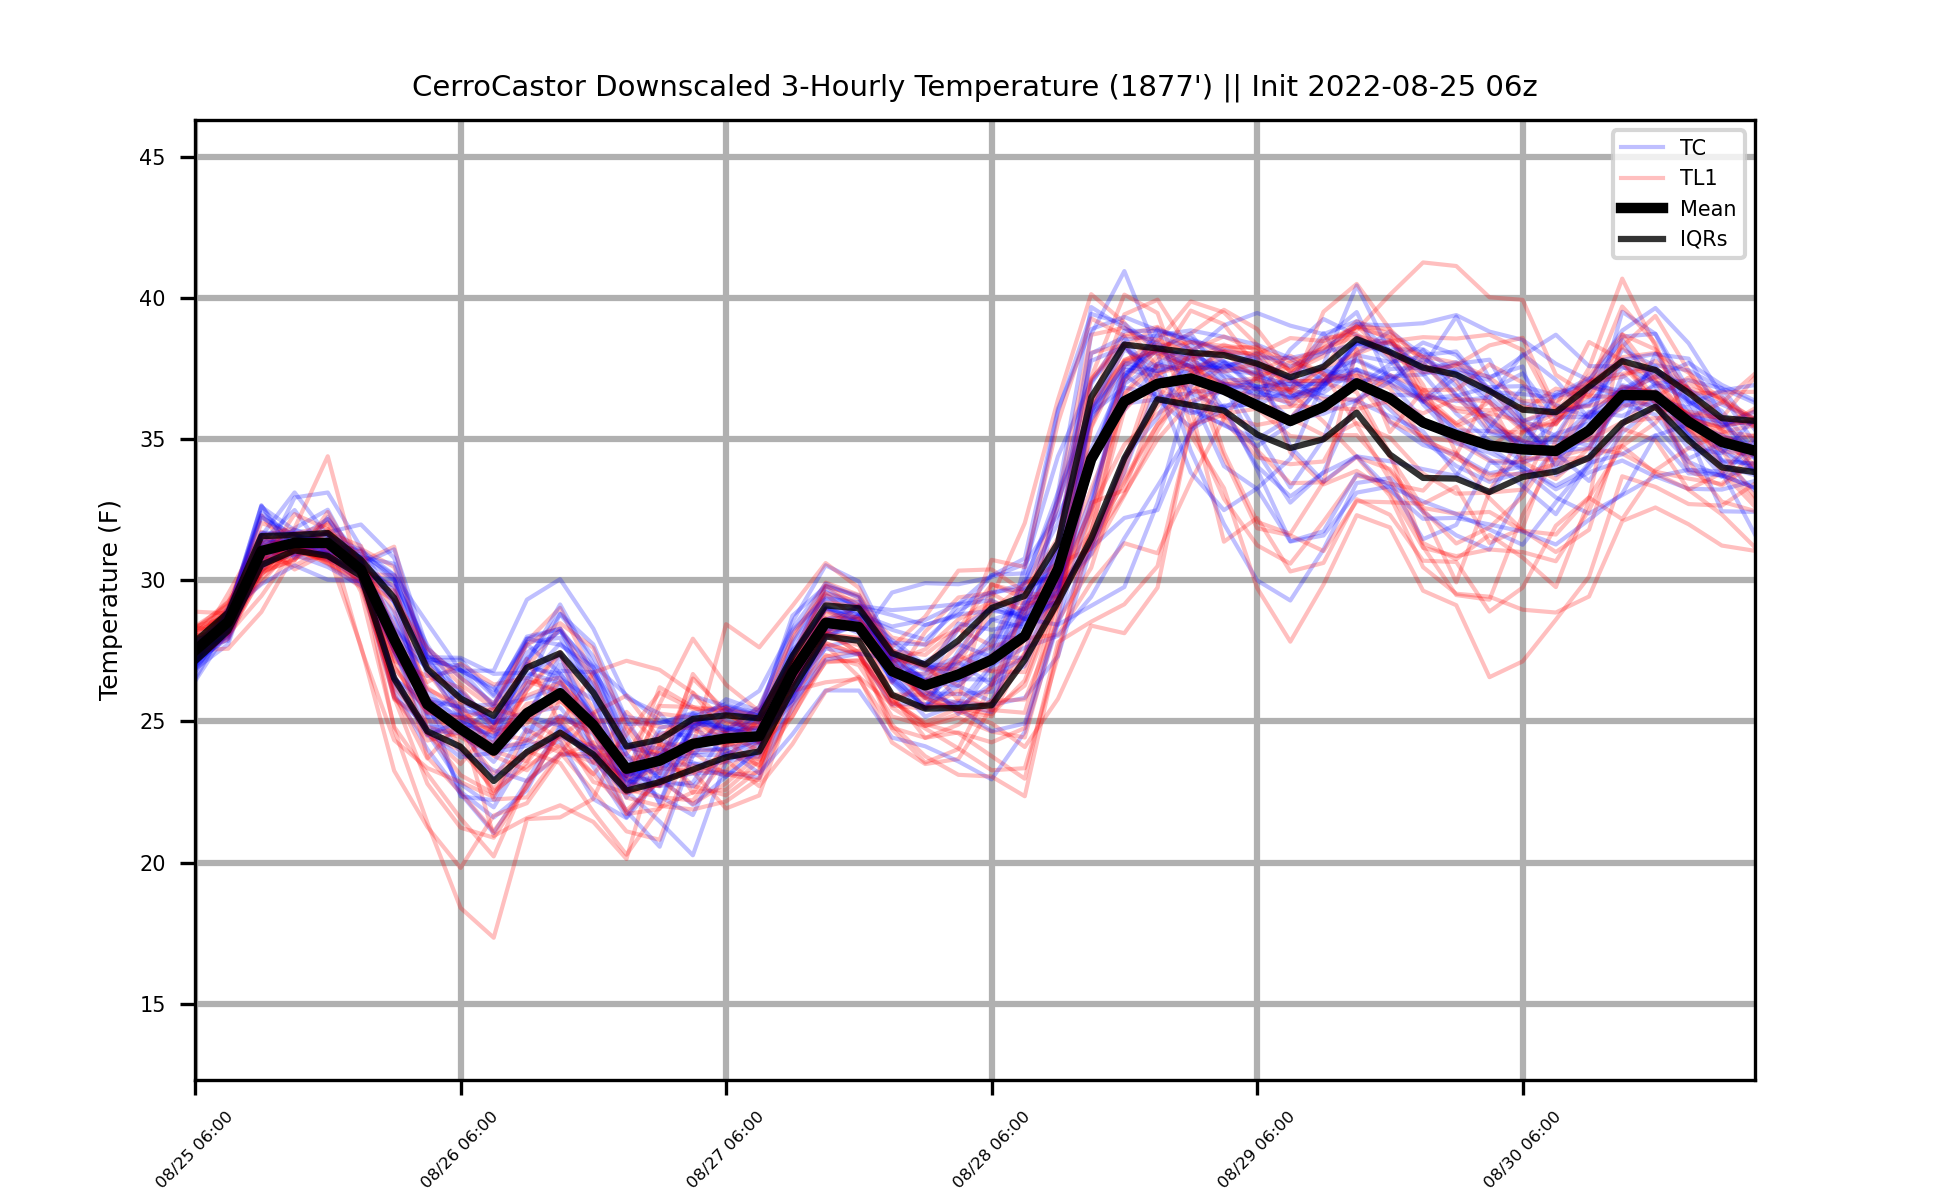 CerroCastor Downscaled 3-Hourly Temperature (1877') || Init 2022-08-25 06z
TC
TL1
Mean
IQRs
Temperature (F)
45
40
35
30
25
20
15
08/25 06:00
08/26 06:00
08/27 06:00
08/28 06:00
08/29 06:00
08/30 06:00